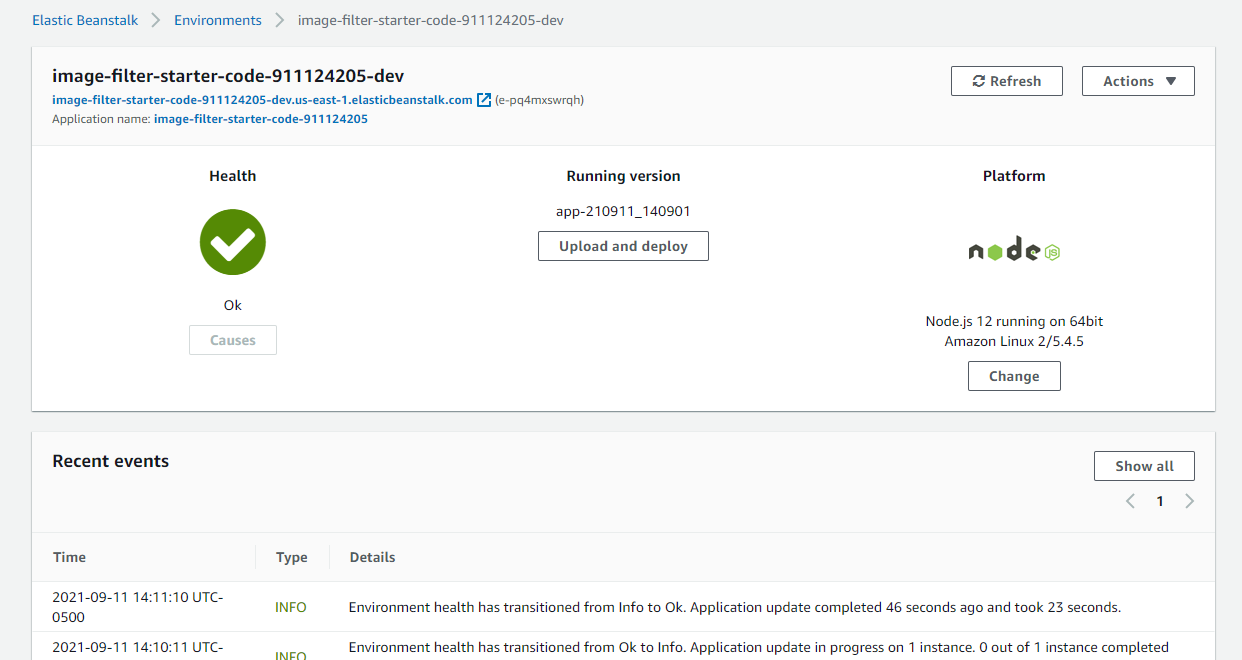 Elastic Beanstalk > Environments > image-filter-starter-code-911124205-dev
image-filter-starter-code-911124205-dev
image-filter-starter-code-911124205-dev.us-east-1.elasticbeanstalk.com (e-pq4mxswrqh)
Application name: image-filter-starter-code-911124205
Refresh
Actions
Health
Ok
Causes
Running version
app-210911_140901
Upload and deploy
Platform
node JS
Node.js 12 running on 64bit
Amazon Linux 2/5.4.5
Change
Recent events
Show all
1
Time Type Details
2021-09-11 14:11:10 UTC-
0500
INFO
Environment health has transitioned from Info to Ok. Application update completed 46 seconds ago and took 23 seconds.
2021-09-11 14:10:11 UTC-
INFO
Environment health has transitioned from Ok to Info. Application update in progress on 1 instance. 0 out of 1 instance completed